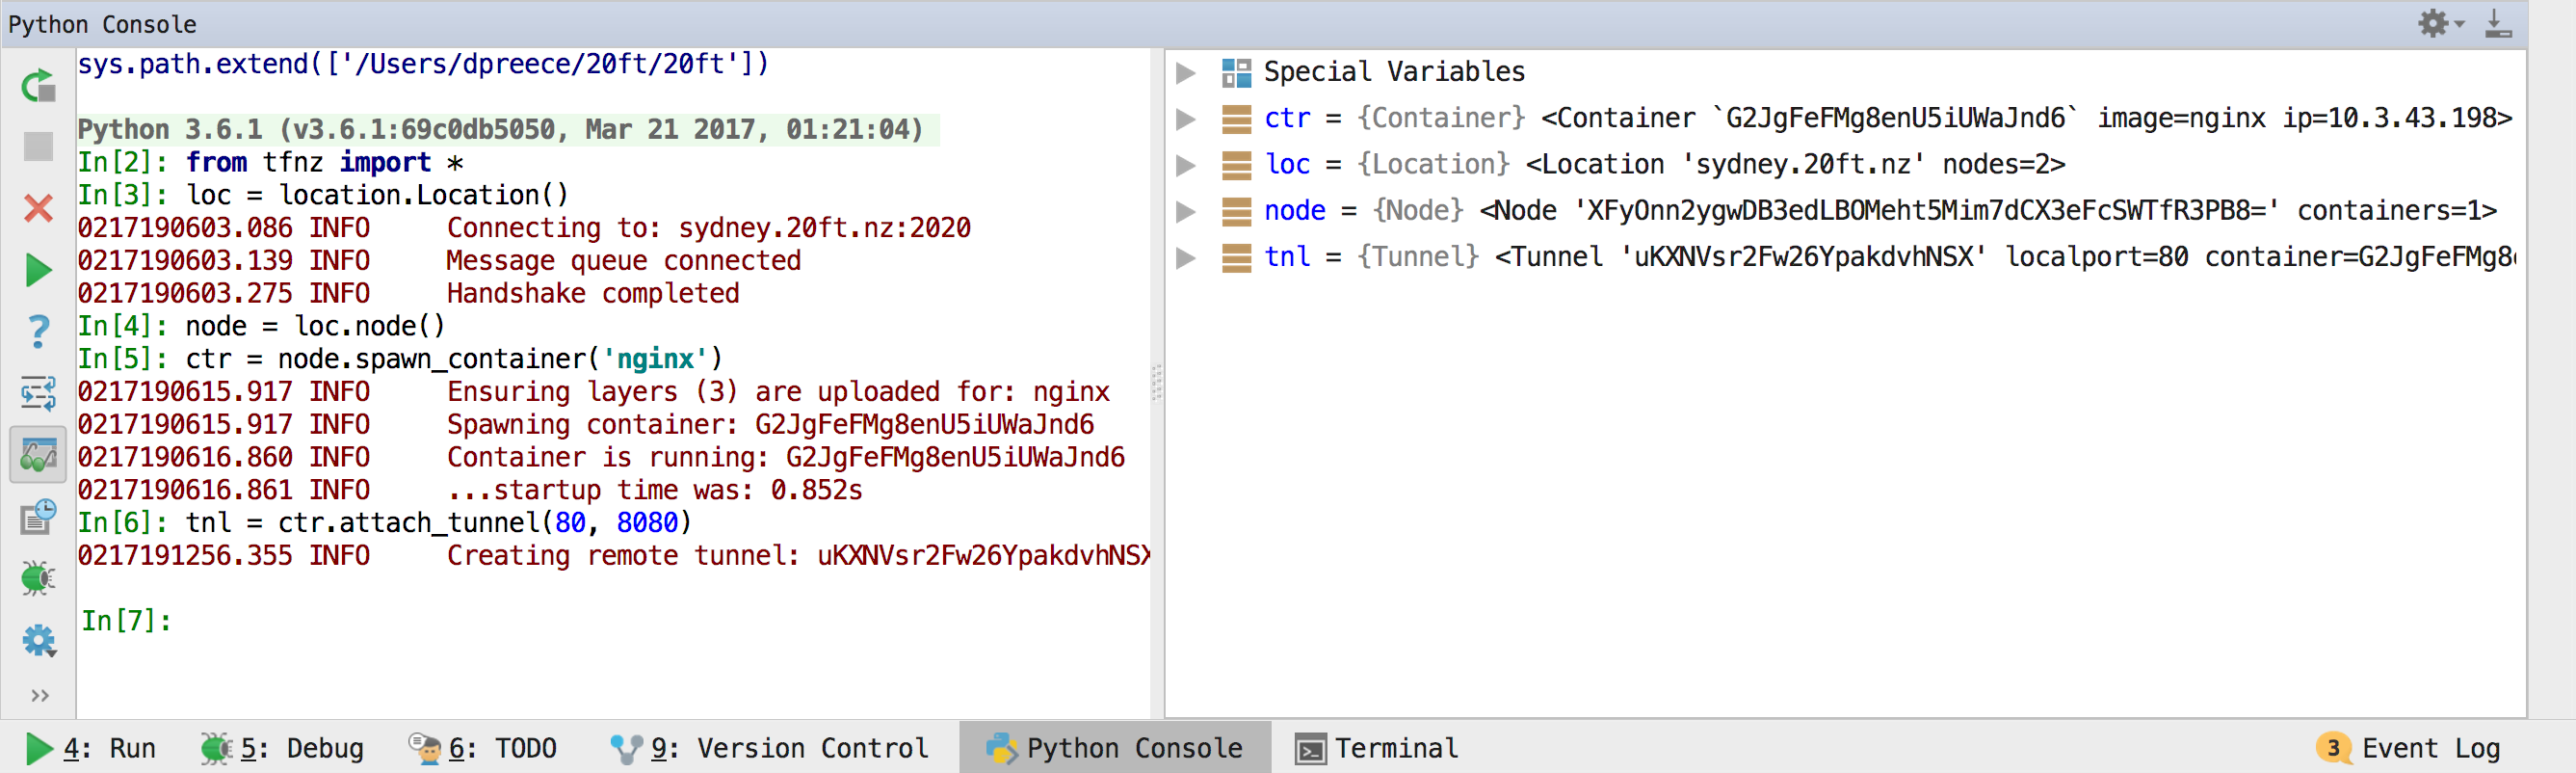 Python Console
sys.path.extend(['/Users/dpreece/20ft/20ft'])
Python 3.6.1 (v3.6.1:69c0db5050, Mar 21 2017, 01:21:04)
In[2]: from tfnz import *
In[3]: loc = location.Location()
0217190603.086 INFO     Connecting to: sydney.20ft.nz:2020
0217190603.139 INFO     Message queue connected
0217190603.275 INFO     Handshake completed
In[4]: node = loc.node()
In[5]: ctr = node.spawn_container('nginx')
0217190615.917 INFO     Ensuring layers (3) are uploaded for: nginx
0217190615.917 INFO     Spawning container: G2JgFeFMg8enU5iUWaJnd6
0217190616.860 INFO     Container is running: G2JgFeFMg8enU5iUWaJnd6
0217190616.861 INFO     ...startup time was: 0.852s
In[6]: tnl = ctr.attach_tunnel(80, 8080)
0217191256.355 INFO     Creating remote tunnel: uKXNVsr2Fw26YpakdvhNSX
In[7]:
Special Variables
ctr = {Container} <Container `G2JgFeFMg8enU5iUWaJnd6` image=nginx ip=10.3.43.198>
loc = {Location} <Location 'sydney.20ft.nz' nodes=2>
node = {Node} <Node 'XFyOnn2ygwDB3edLBOMeht5Mim7dCX3eFcSWTfR3PB8=' containers=1>
tnl = {Tunnel} <Tunnel 'uKXNVsr2Fw26YpakdvhNSX' localport=80 container=G2JgFeFMg8e
4: Run 5: Debug 6: TODO 9: Version Control Python Console Terminal 3 Event Log